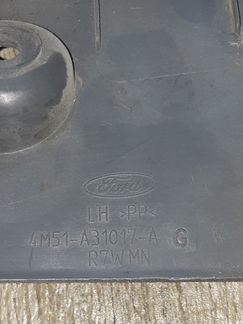 Ford
LH >PP<
4M51-A31017-A G
R7WMN